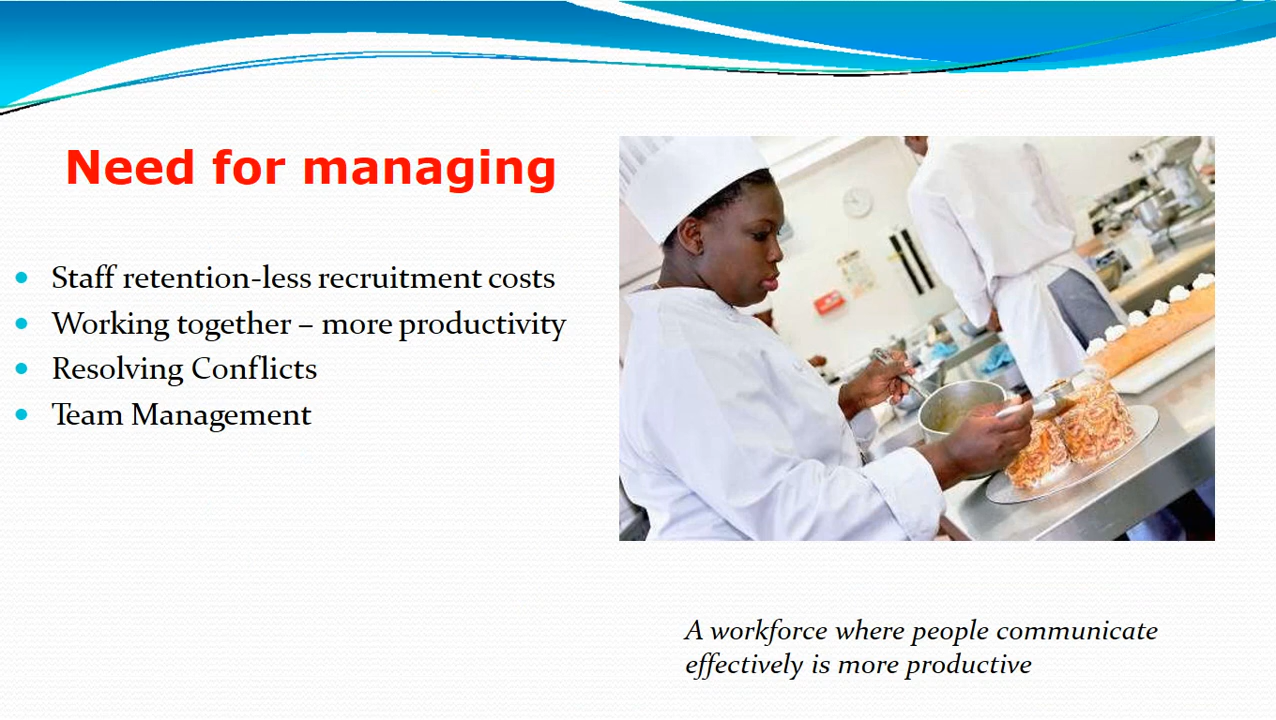 Need for managing
Staff retention-less recruitment costs
Working together – more productivity
Resolving Conflicts
Team Management
A workforce where people communicate
effectively is more productive